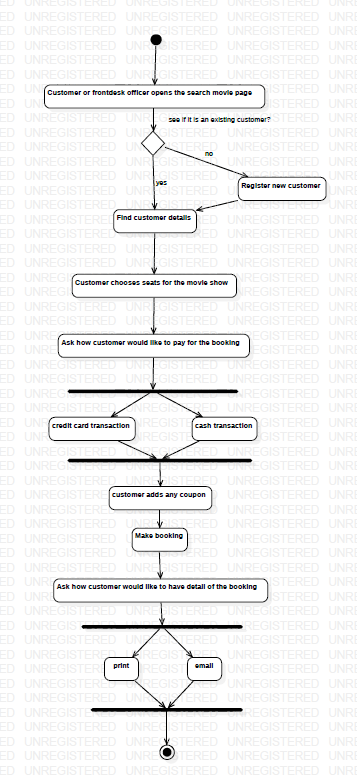 Customer or frontdesk officer opens the search movie page
see if it is an existing customer?
no
yes
Register new customer
Find customer details
Customer chooses seats for the movie show
Ask how customer would like to pay for the booking
credit card transaction
cash transaction
customer adds any coupon
Make booking
Ask how customer would like to have detail of the booking
print
email
UNREGISTERED